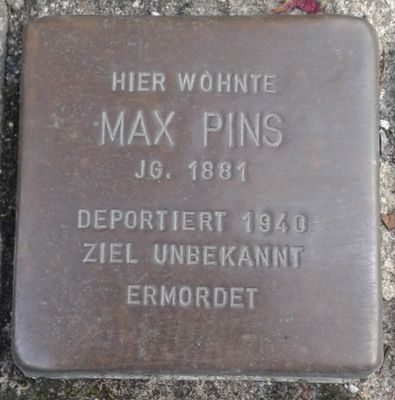 HIER WOHNTE
MAX PINS
JG. 1881
DEPORTIERT 1940
ZIEL UNBEKANNT
ERMORDET